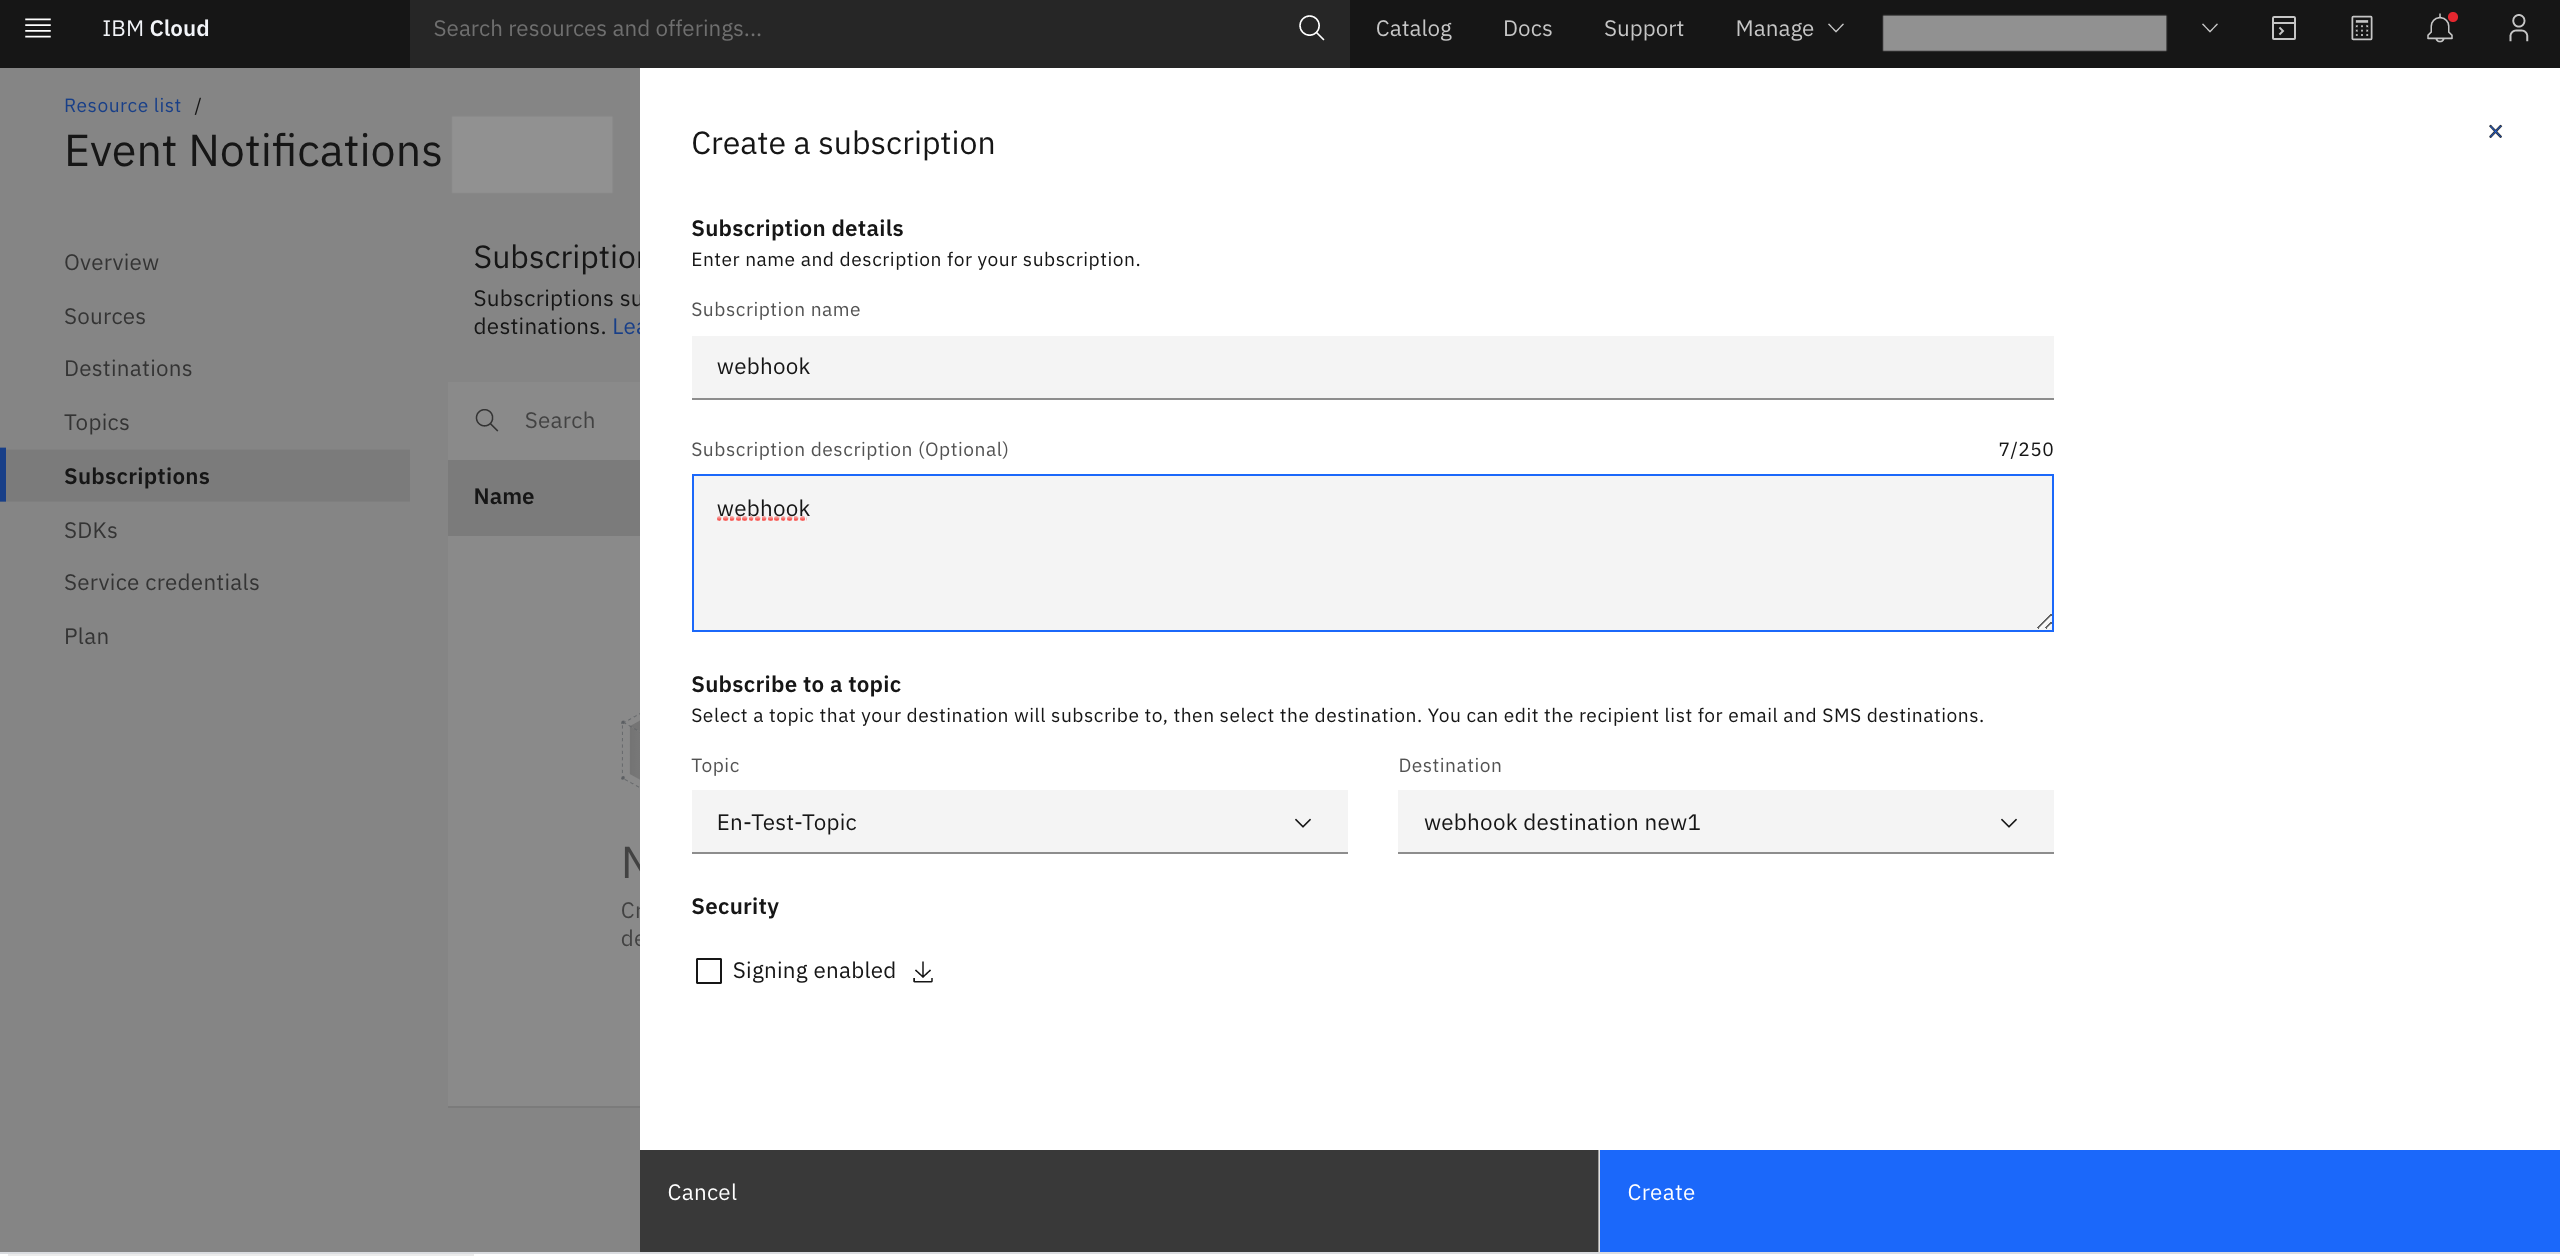 IBM Cloud
Search resources and offerings...
Catalog
Docs
Support
Manage
Resource list /
Event Notifications
Overview
Sources
Destinations
Topics
Subscriptions
SDKs
Service credentials
Plan
Subscriptio
Subscriptions su
destinations. Lea
Search
Name
N
Cr
de
Create a subscription
Subscription details
Enter name and description for your subscription.
Subscription name
webhook
Subscription description (Optional)
7/250
webhook
Subscribe to a topic
Select a topic that your destination will subscribe to, then select the destination. You can edit the recipient list for email and SMS destinations.
Topic
Destination
En-Test-Topic
webhook destination new1
Security
Signing enabled
Cancel
Create